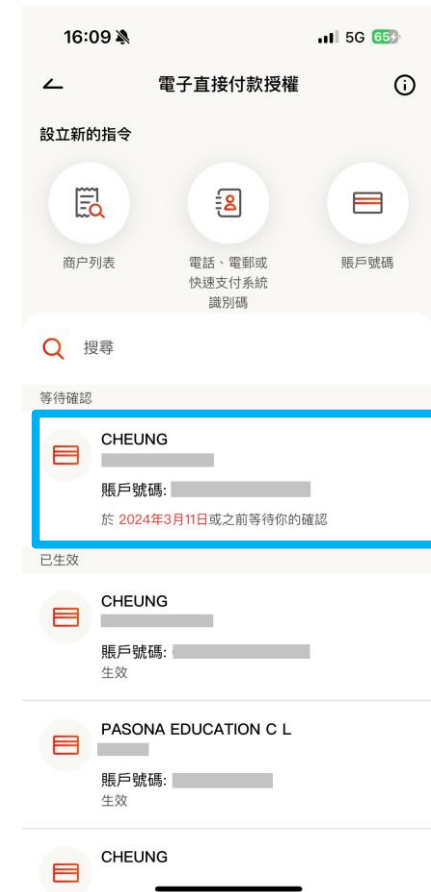 16:09
5G 65
電子直接付款授權
設立新的指令
商户列表
電話、電郵或
快速支付系統
識別碼
賬戶號碼
搜尋
等待確認
CHEUNG
賬戶號碼:
於 2024年3月11日或之前等待你的確認
已生效
CHEUNG
賬戶號碼:
生效
PASONA EDUCATION C L
賬戶號碼:
生效
CHEUNG